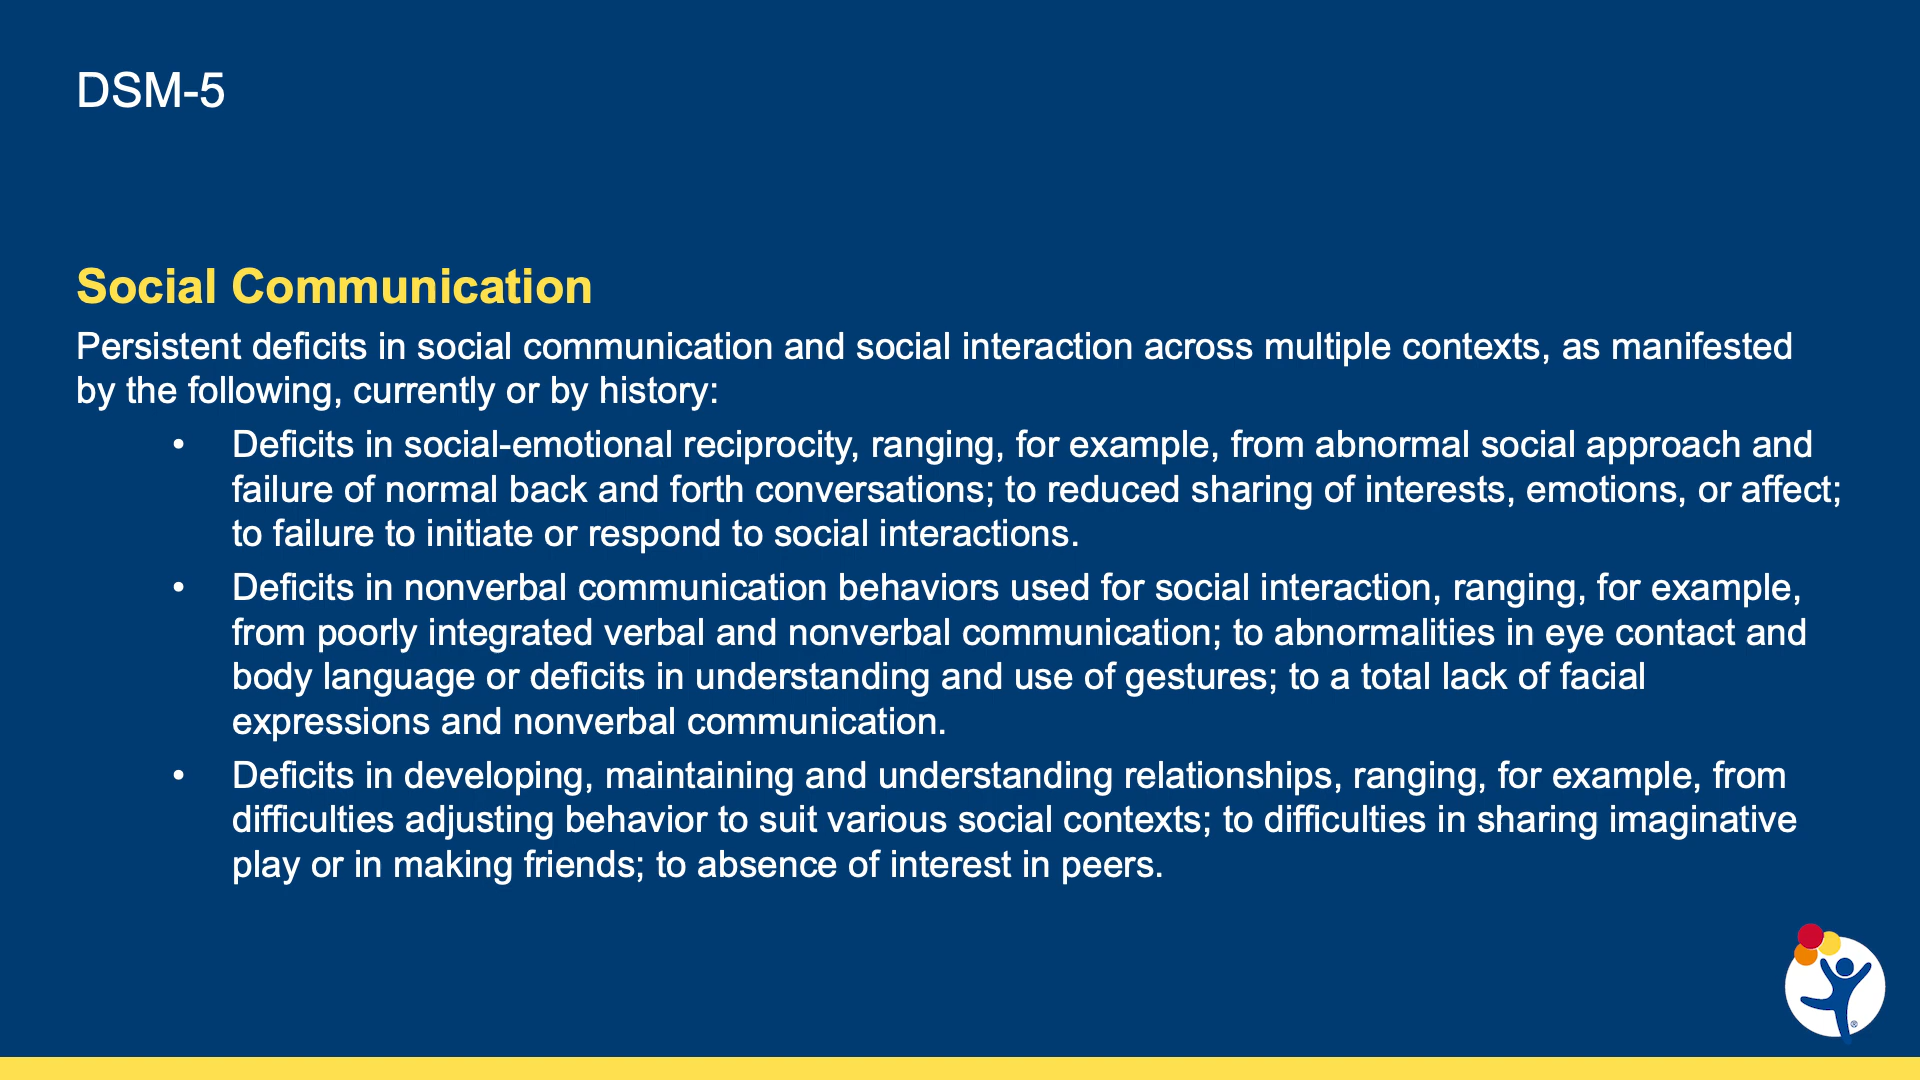 DSM-5
Social Communication
Persistent deficits in social communication and social interaction across multiple contexts, as manifested
by the following, currently or by history:
• Deficits in social-emotional reciprocity, ranging, for example, from abnormal social approach and
failure of normal back and forth conversations; to reduced sharing of interests, emotions, or affect;
to failure to initiate or respond to social interactions.
• Deficits in nonverbal communication behaviors used for social interaction, ranging, for example,
from poorly integrated verbal and nonverbal communication; to abnormalities in eye contact and
body language or deficits in understanding and use of gestures; to a total lack of facial
expressions and nonverbal communication.
• Deficits in developing, maintaining and understanding relationships, ranging, for example, from
difficulties adjusting behavior to suit various social contexts; to difficulties in sharing imaginative
play or in making friends; to absence of interest in peers.
®